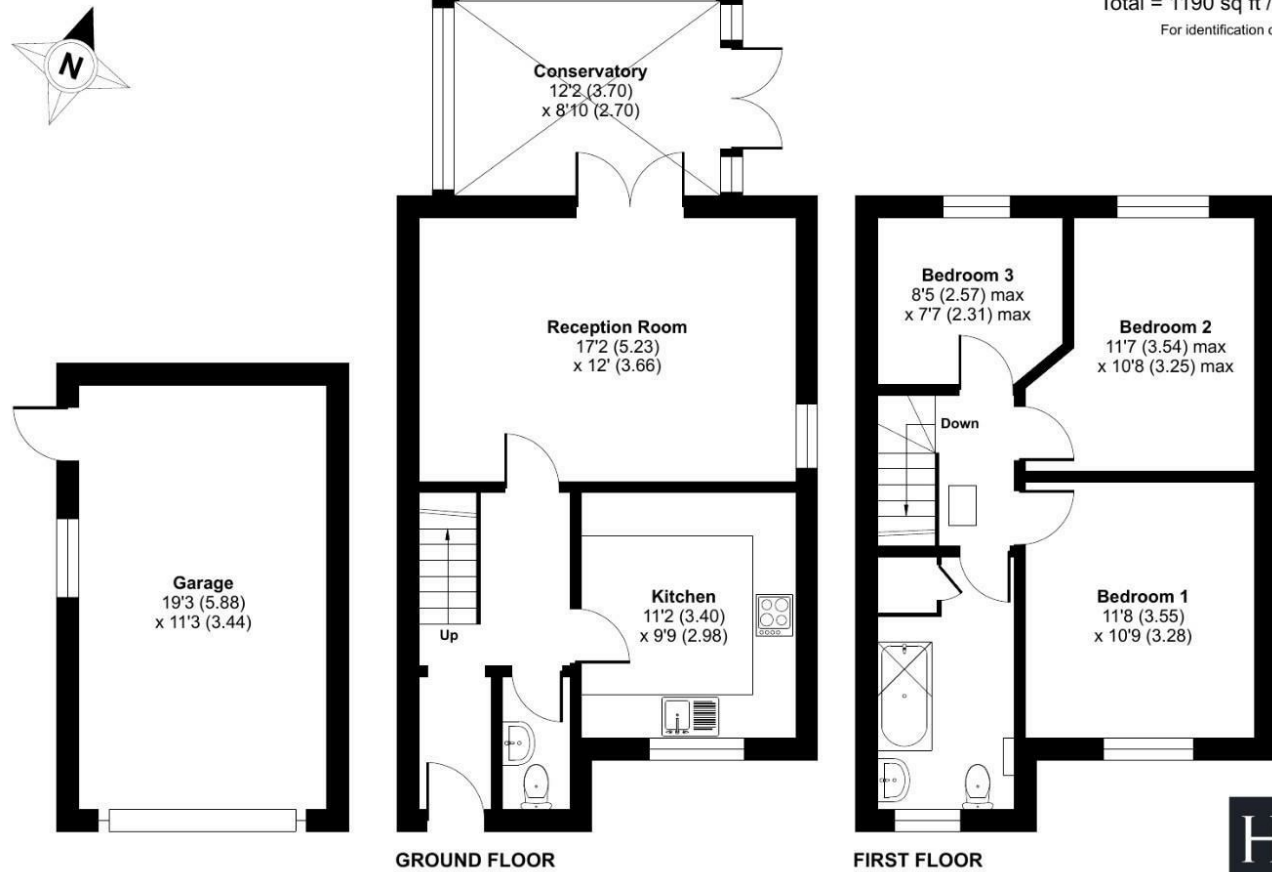 Total = 1190 sq ft /
For identification o
N
Conservatory
12'2 (3.70)
x 8'10 (2.70)
Reception Room
17'2 (5.23)
x 12' (3.66)
Bedroom 3
8'5 (2.57) max
x 7'7 (2.31) max
Bedroom 2
11'7 (3.54) max
x 10'8 (3.25) max
Down
Garage
19'3 (5.88)
x 11'3 (3.44)
Up
Kitchen
11'2 (3.40)
x 9'9 (2.98)
Bedroom 1
11'8 (3.55)
x 10'9 (3.28)
GROUND FLOOR
FIRST FLOOR
H